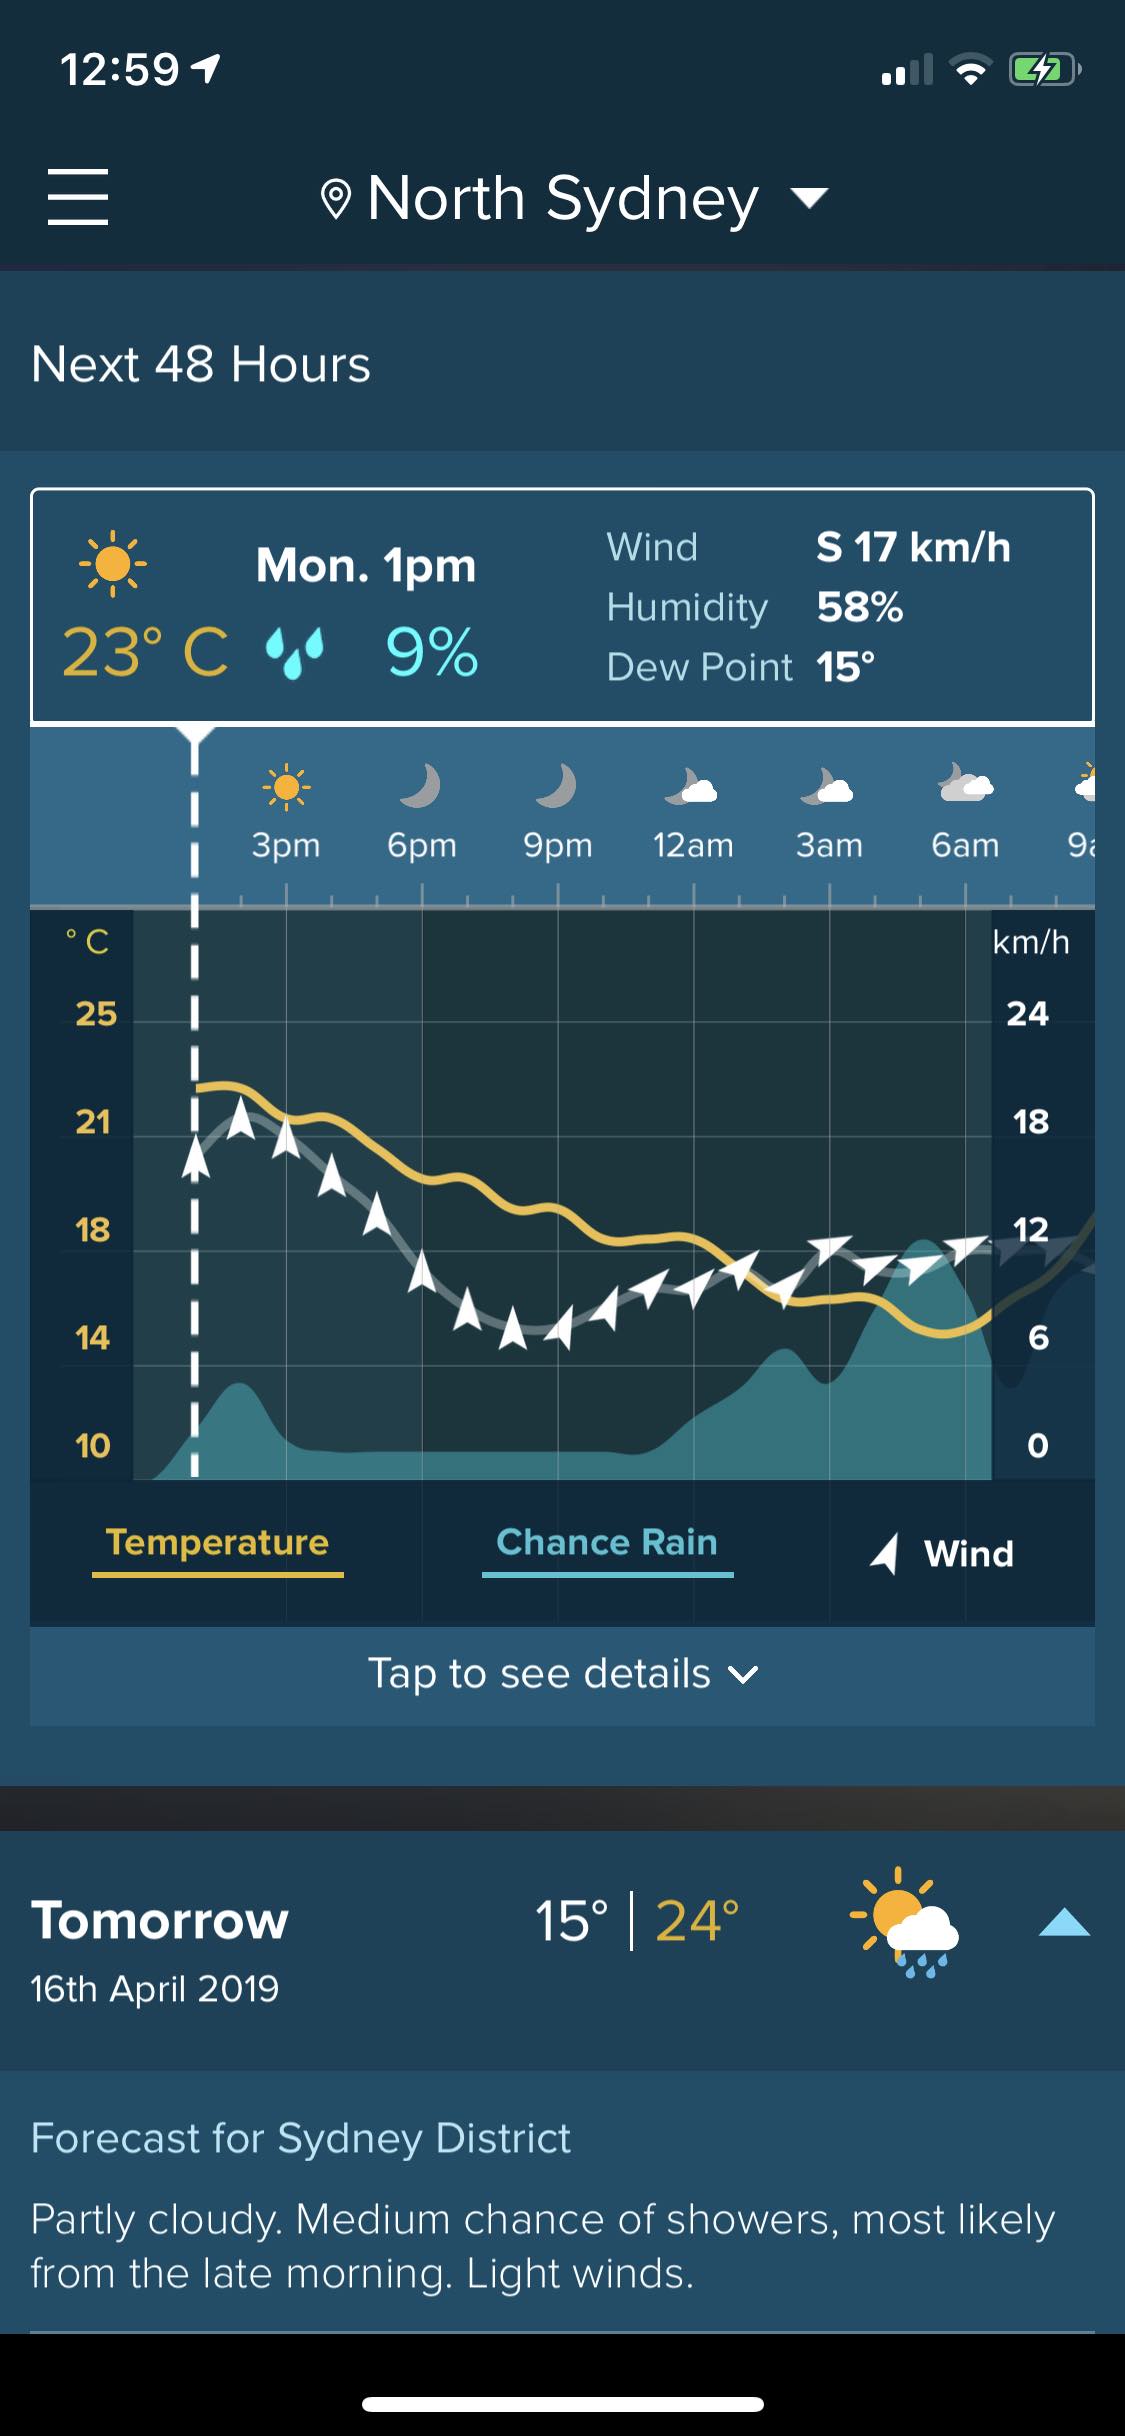 12:59
North Sydney
Next 48 Hours
Mon. 1pm
23° C 9%
Wind S 17 km/h
Humidity 58%
Dew Point 15°
3pm 6pm 9pm 12am 3am 6am
° C km/h
25 24
21 18
18 12
14 6
10 0
Temperature Chance Rain Wind
Tap to see details
Tomorrow 15° | 24°
16th April 2019
Forecast for Sydney District
Partly cloudy. Medium chance of showers, most likely
from the late morning. Light winds.